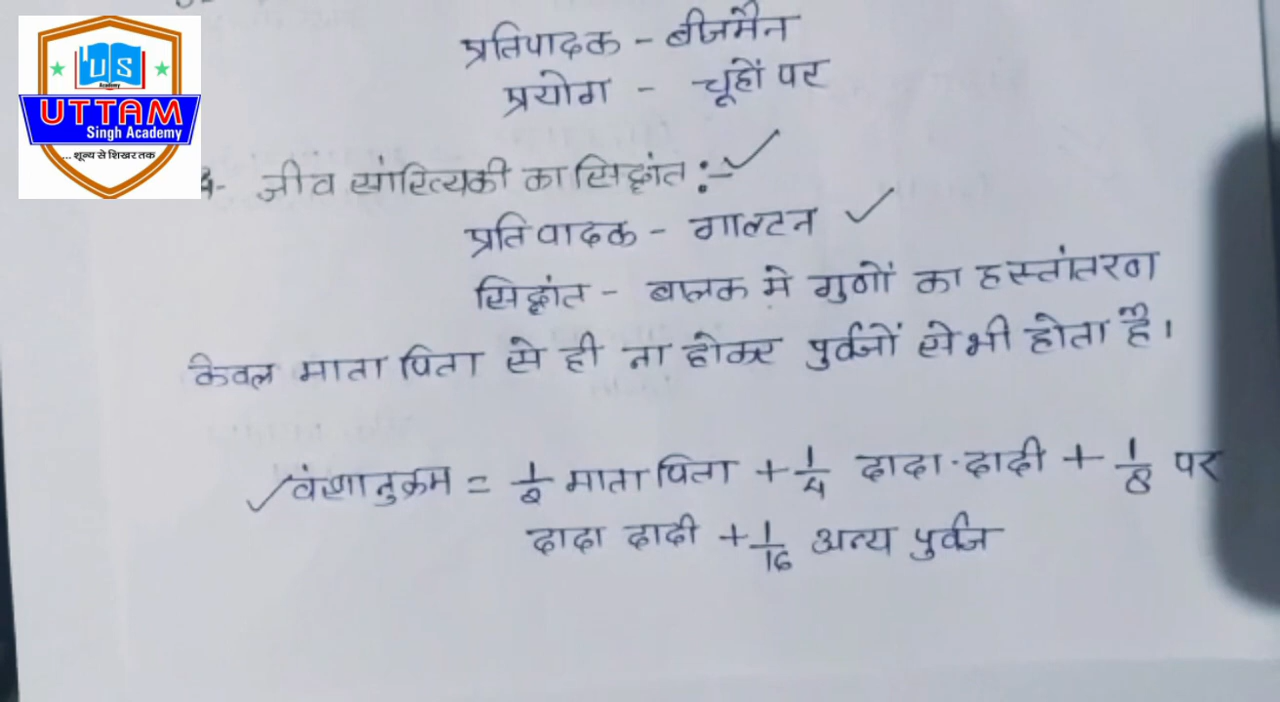 US
Academy
UTTAM
Singh Academy
... शून्य से शिखर तक
प्रतिपादक - बीजमैन
प्रयोग - चूहों पर
4- जीव सांख्यिकी का सिद्धांत :-
प्रतिपादक - गाल्टन
सिद्धांत - बालक मे गुणों का हस्तांतरण
केवल माता पिता से ही ना होकर पुर्वजों से भी होता है।
वंशानुक्रम = 1/2 माता पिता + 1/4 दादा-दादी + 1/8 पर
दादा दादी + 1/16 अन्य पुर्वज